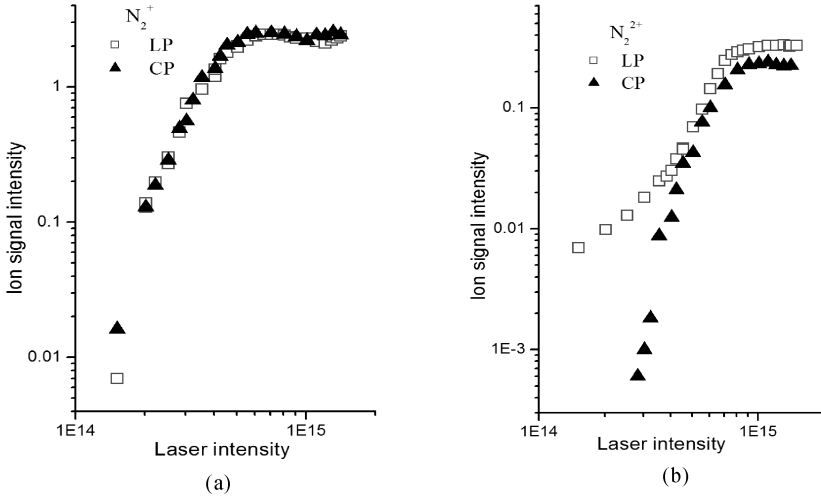 N₂⁺
□ LP
▲ CP
1
0.1
0.01
Ion signal intensity
1E14
1E15
Laser intensity
(a)
N₂²⁺
□ LP
▲ CP
0.1
0.01
1E-3
Ion signal intensity
1E14
1E15
Laser intensity
(b)